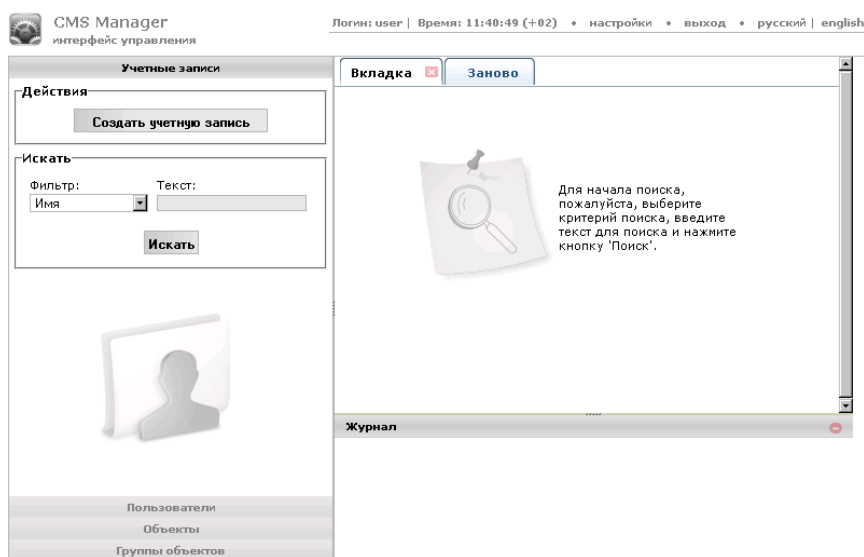 CMS Manager
интерфейс управления
Логин: user | Время: 11:40:49 (+02) • настройки • выход • русский | english
Учетные записи
Действия
Создать учетную запись
Искать
Фильтр: Текст:
Имя
Искать
Пользователи
Объекты
Группы объектов
Вкладка Заново
Для начала поиска,
пожалуйста, выберите
критерий поиска, введите
текст для поиска и нажмите
кнопку 'Поиск'.
Журнал